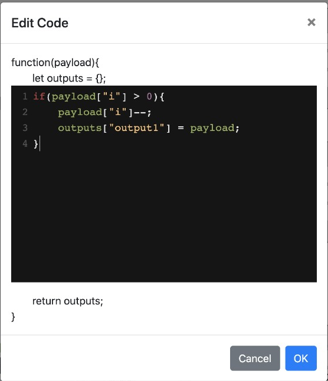 Edit Code ×
function(payload){
let outputs = {};
1 if(payload["i"] > 0){
2 payload["i"]--;
3 outputs["output1"] = payload;
4 }
return outputs;
}
Cancel OK